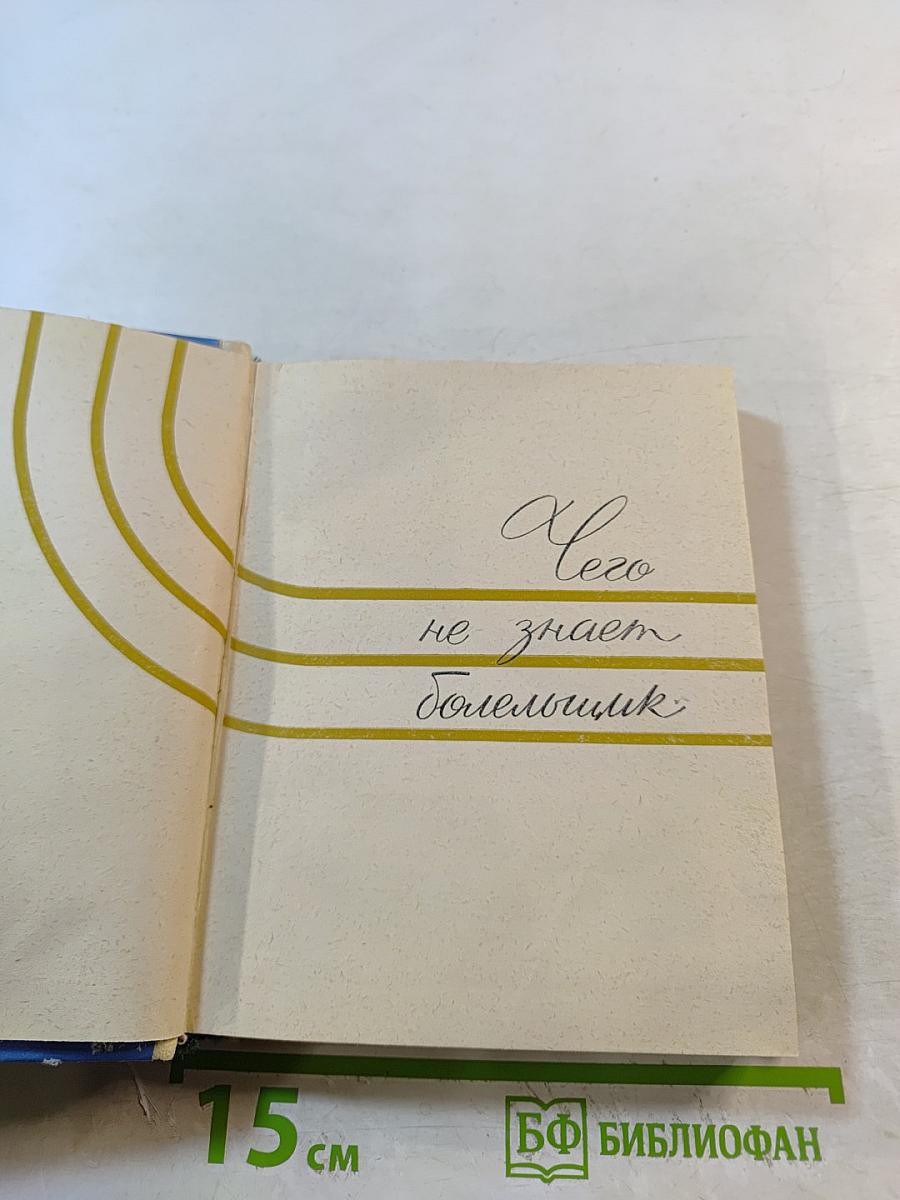 Чего
не знает
болельщик
15 см
БФ БИБЛИОФАН